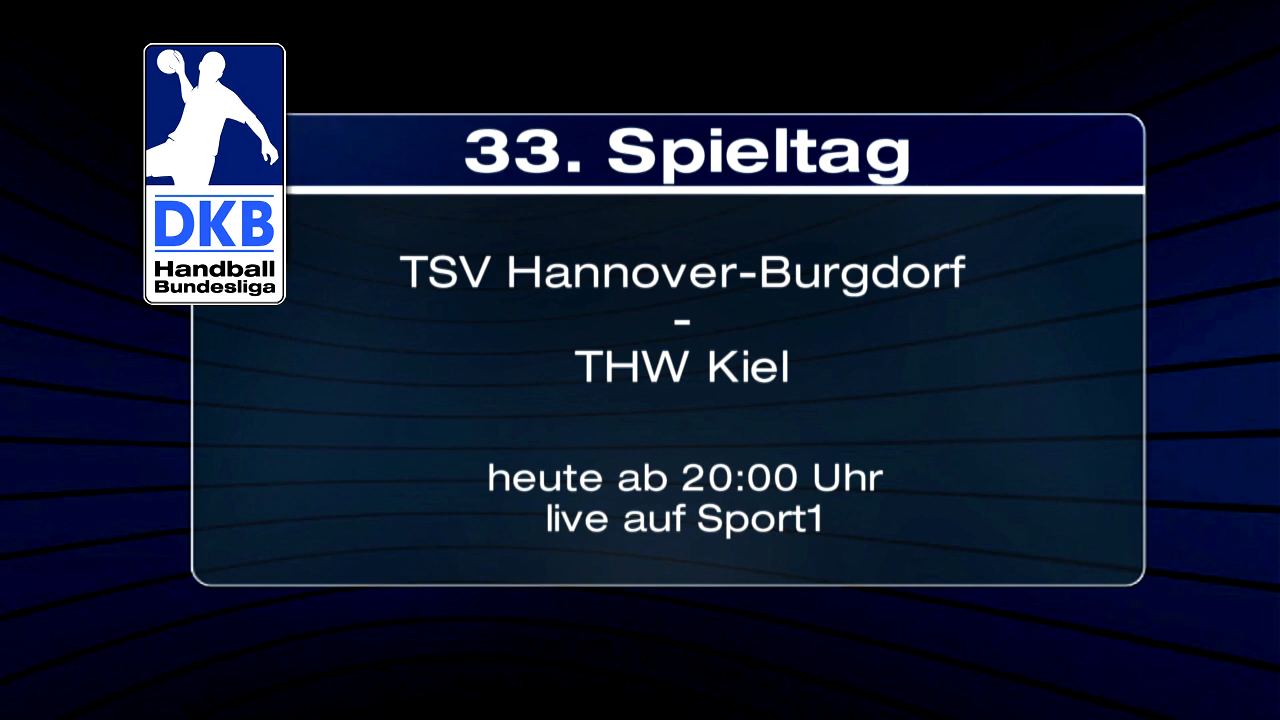 33. Spieltag
DKB
Handball
Bundesliga
TSV Hannover-Burgdorf
-
THW Kiel
heute ab 20:00 Uhr
live auf Sport1